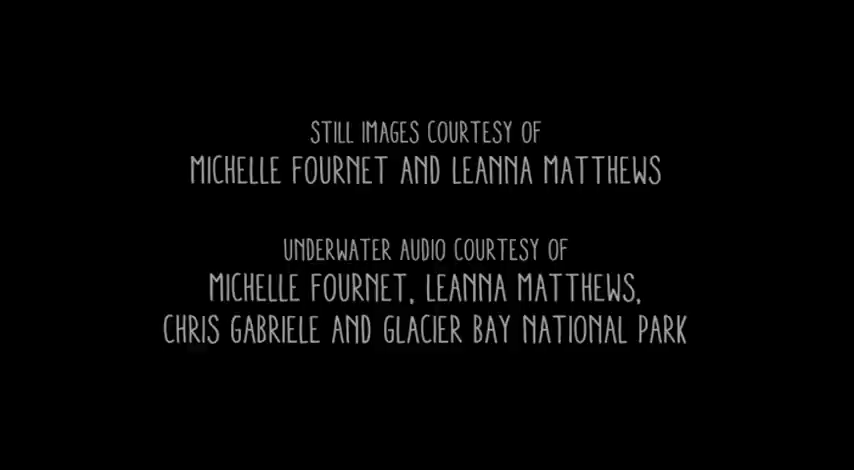 STILL IMAGES COURTESY OF
MICHELLE FOURNET AND LEANNA MATTHEWS
UNDERWATER AUDIO COURTESY OF
MICHELLE FOURNET, LEANNA MATTHEWS,
CHRIS GABRIELE AND GLACIER BAY NATIONAL PARK